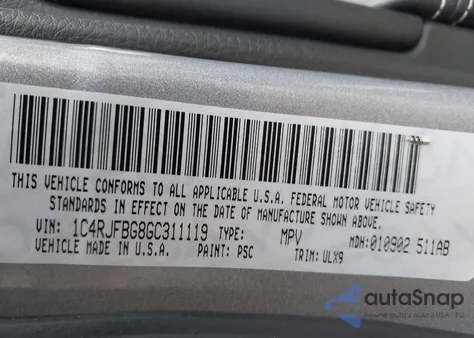 THIS VEHICLE CONFORMS TO ALL APPLICABLE U.S.A. FEDERAL MOTOR VEHICLE SAFETY
STANDARDS IN EFFECT ON THE DATE OF MANUFACTURE SHOWN ABOVE.
VIN: 1C4RJFBG8GC311119 TYPE: MPV MDH:010902 511AB
VEHICLE MADE IN U.S.A. PAINT: PSC TRIM: ULX9
autoSnap